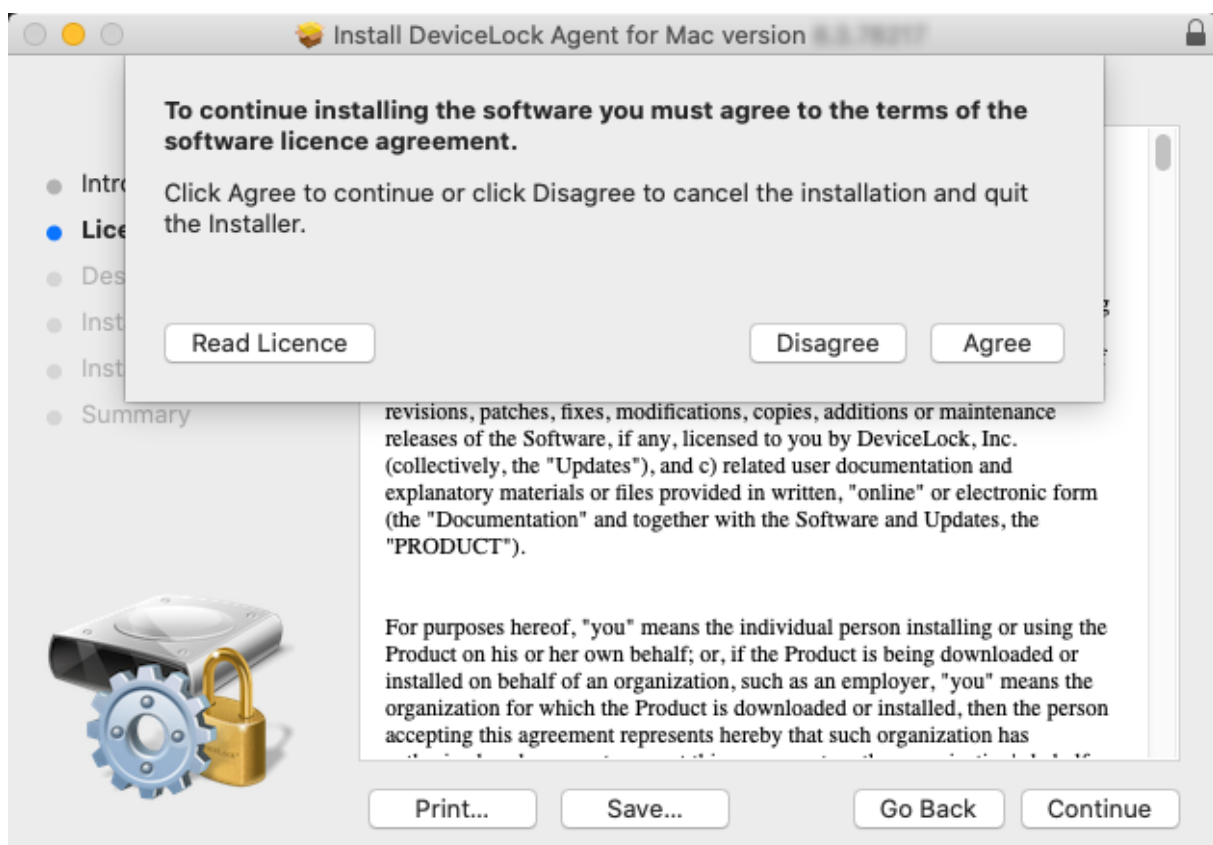 Install DeviceLock Agent for Mac version
To continue installing the software you must agree to the terms of the
software licence agreement.
Click Agree to continue or click Disagree to cancel the installation and quit
the Installer.
Read Licence
Disagree
Agree
Summary
revisions, patches, fixes, modifications, copies, additions or maintenance
releases of the Software, if any, licensed to you by DeviceLock, Inc.
(collectively, the "Updates"), and c) related user documentation and
explanatory materials or files provided in written, "online" or electronic form
(the "Documentation" and together with the Software and Updates, the
"PRODUCT").
For purposes hereof, "you" means the individual person installing or using the
Product on his or her own behalf; or, if the Product is being downloaded or
installed on behalf of an organization, such as an employer, "you" means the
organization for which the Product is downloaded or installed, then the person
accepting this agreement represents hereby that such organization has
Print...
Save...
Go Back
Continue